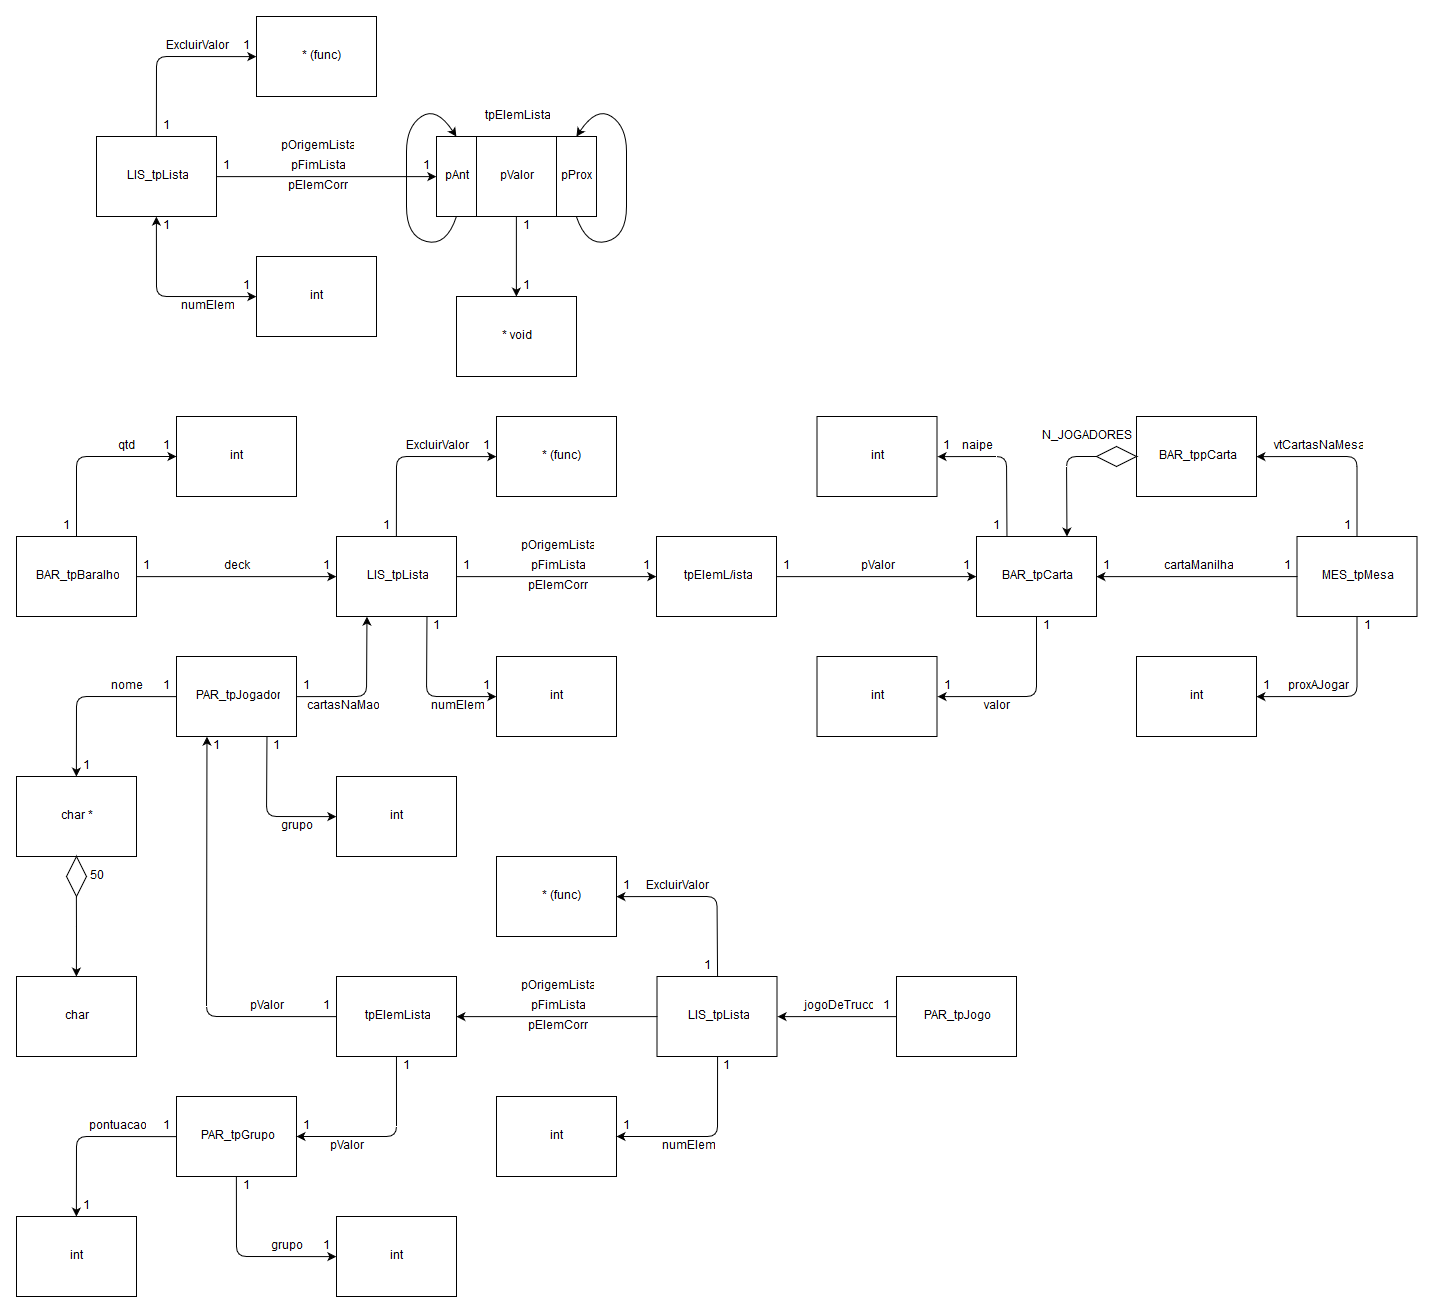 ExcluirValor 1
* (func)
1
tpElemLista
pOrigemLista
1 pFimLista 1
pElemCorr
LIS_tpLista
pAnt pValor pProx
1 1
1
numElem
int
1
* void
qtd 1
int
1
ExcluirValor 1
* (func)
1
int
1 naipe
1
N_JOGADORES
BAR_tppCarta
vtCartasNaMesa
1
BAR_tpBaralho
1 deck 1
LIS_tpLista
pOrigemLista
1 pFimLista 1
pElemCorr
tpElemL/ista
1 pValor 1
BAR_tpCarta
1 cartaManilha 1
MES_tpMesa
1 1 1
nome 1
PAR_tpJogador
1
cartasNaMao
1
numElem
int
int
1
valor
int
1 proxAJogar
1 1
1
char *
grupo
int
50
* (func)
1 ExcluirValor
1
char
pValor 1
tpElemLista
pOrigemLista
pFimLista
pElemCorr
LIS_tpLista
jogoDeTruco 1
PAR_tpJogo
1 1
pontuacao 1
PAR_tpGrupo
1
pValor
int
1
numElem
1 1
int
grupo 1
int